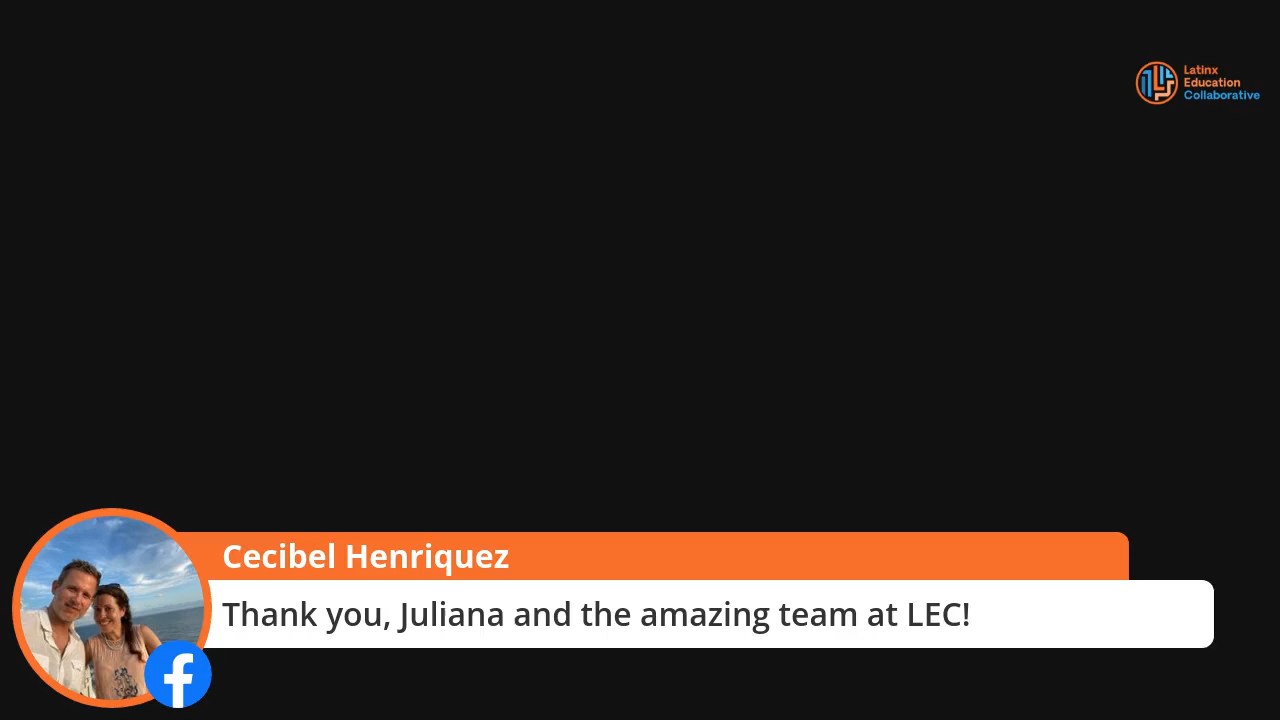 Latinx
Education
Collaborative
Cecibel Henriquez
Thank you, Juliana and the amazing team at LEC!